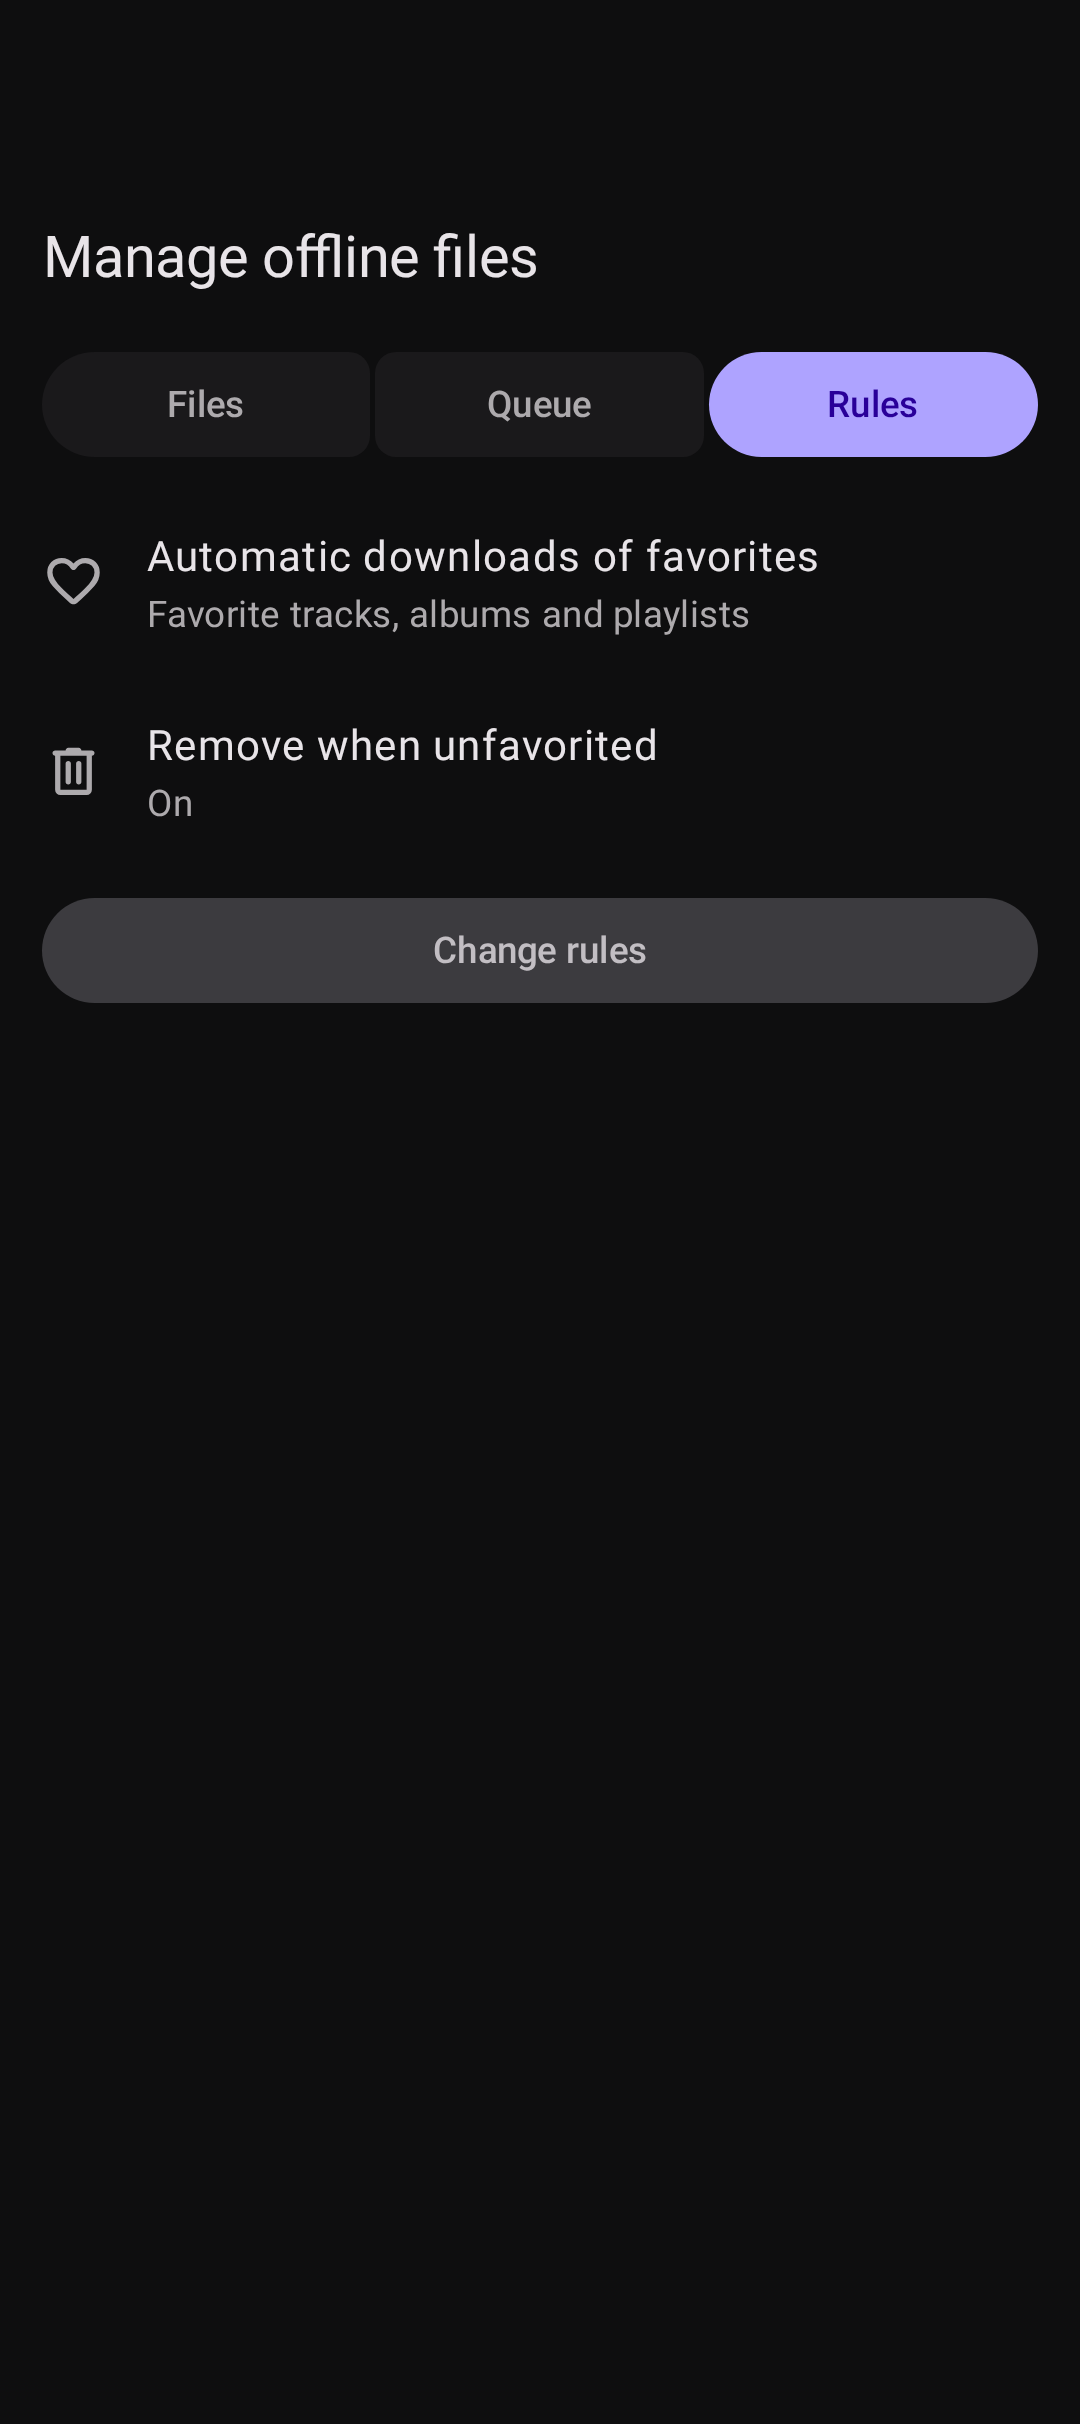 Manage offline files
Files
Queue
Rules
Automatic downloads of favorites
Favorite tracks, albums and playlists
Remove when unfavorited
On
Change rules